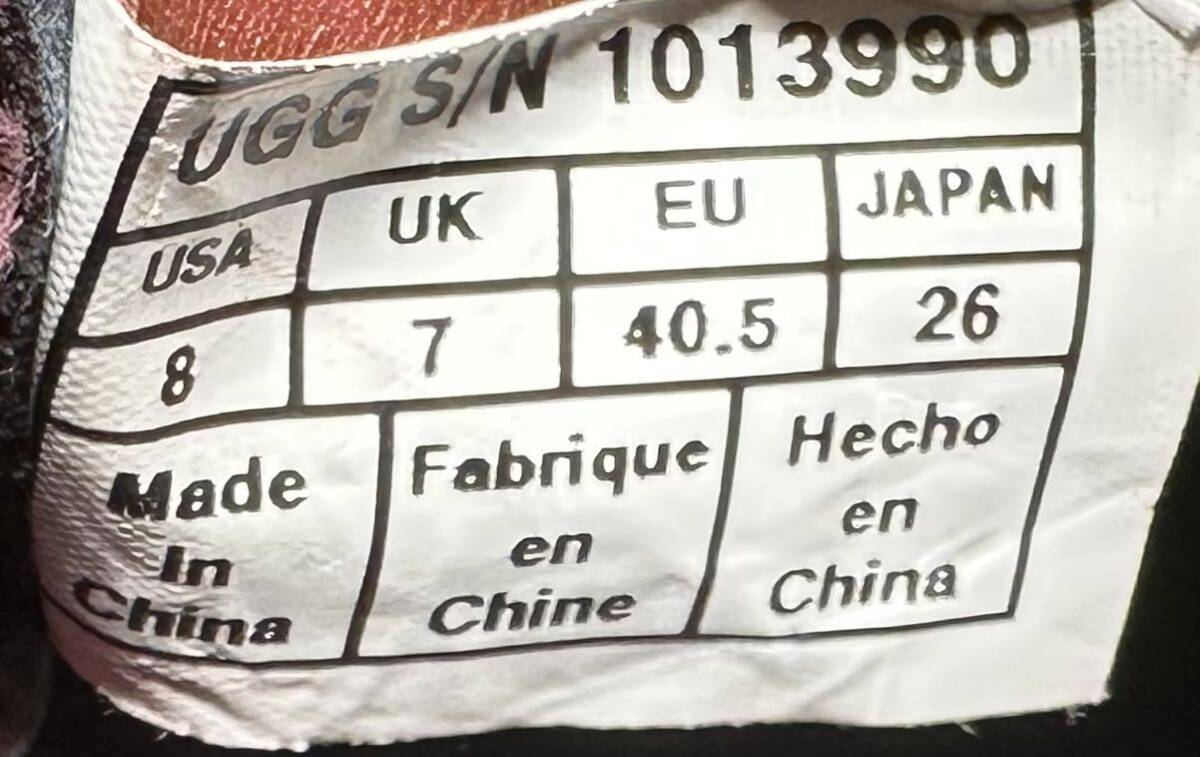 UGG S/N 1013990
USA UK EU JAPAN
8 7 40.5 26
Made
In
China
Fabrique
en
Chine
Hecho
en
China